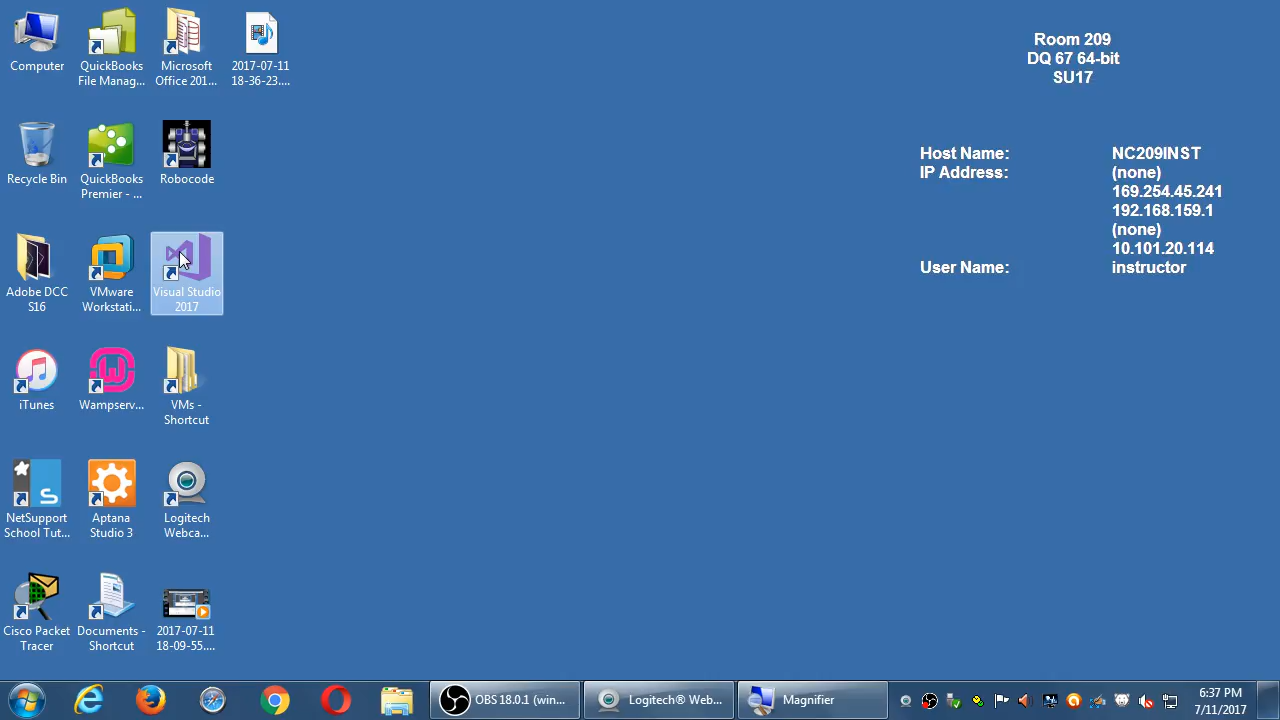 Computer
QuickBooks
File Manag...
Microsoft
Office 201...
2017-07-11
18-36-23....
Room 209
DQ 67 64-bit
SU17
Recycle Bin
QuickBooks
Premier - ...
Robocode
Host Name: NC209INST
IP Address: (none)
169.254.45.241
192.168.159.1
(none)
10.101.20.114
User Name: instructor
Adobe DCC
S16
VMware
Workstati...
Visual Studio
2017
iTunes
Wampserv...
VMs -
Shortcut
NetSupport
School Tut...
Aptana
Studio 3
Logitech
Webca...
Cisco Packet
Tracer
Documents -
Shortcut
2017-07-11
18-09-55....
OBS 18.0.1 (win...
Logitech® Web...
Magnifier
6:37 PM
7/11/2017